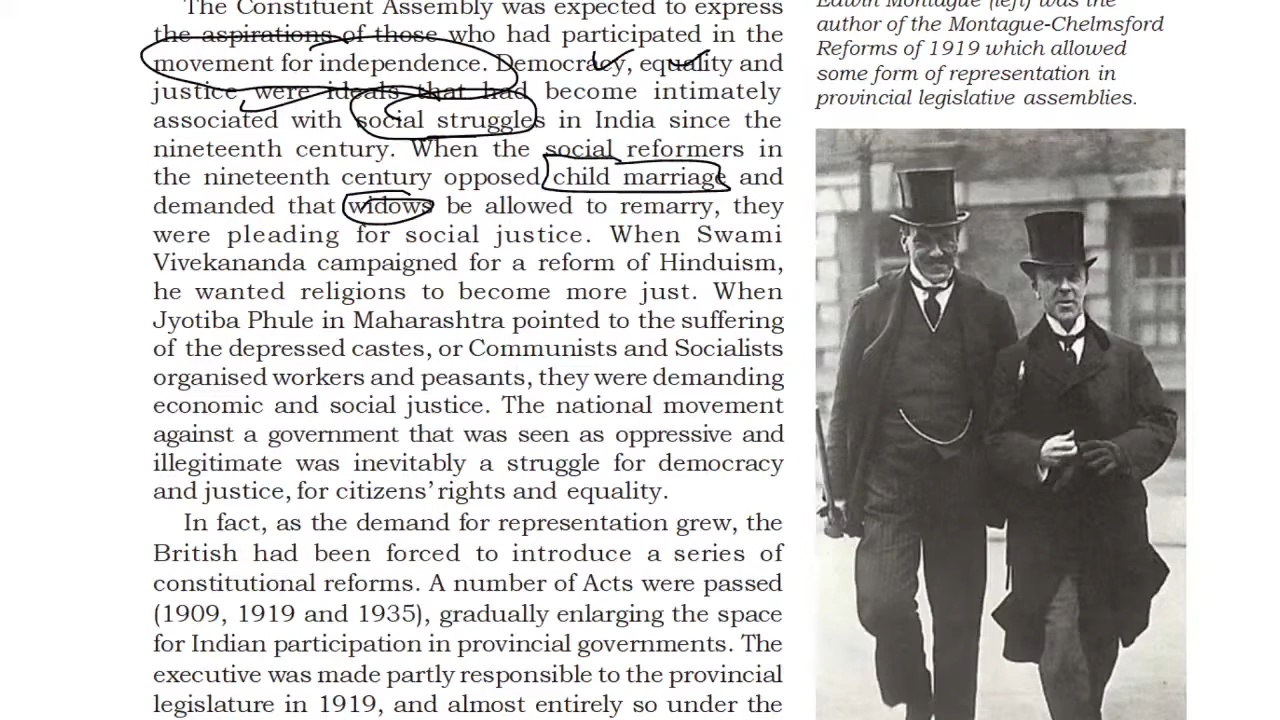 The Constituent Assembly was expected to express
the aspirations of those who had participated in the
movement for independence. Democracy, equality and
justice were ideals that had become intimately
associated with social struggles in India since the
nineteenth century. When the social reformers in
the nineteenth century opposed child marriage and
demanded that widows be allowed to remarry, they
were pleading for social justice. When Swami
Vivekananda campaigned for a reform of Hinduism,
he wanted religions to become more just. When
Jyotiba Phule in Maharashtra pointed to the suffering
of the depressed castes, or Communists and Socialists
organised workers and peasants, they were demanding
economic and social justice. The national movement
against a government that was seen as oppressive and
illegitimate was inevitably a struggle for democracy
and justice, for citizens' rights and equality.
In fact, as the demand for representation grew, the
British had been forced to introduce a series of
constitutional reforms. A number of Acts were passed
(1909, 1919 and 1935), gradually enlarging the space
for Indian participation in provincial governments. The
executive was made partly responsible to the provincial
legislature in 1919, and almost entirely so under the
Edwin Montague (left) was the
author of the Montague-Chelmsford
Reforms of 1919 which allowed
some form of representation in
provincial legislative assemblies.